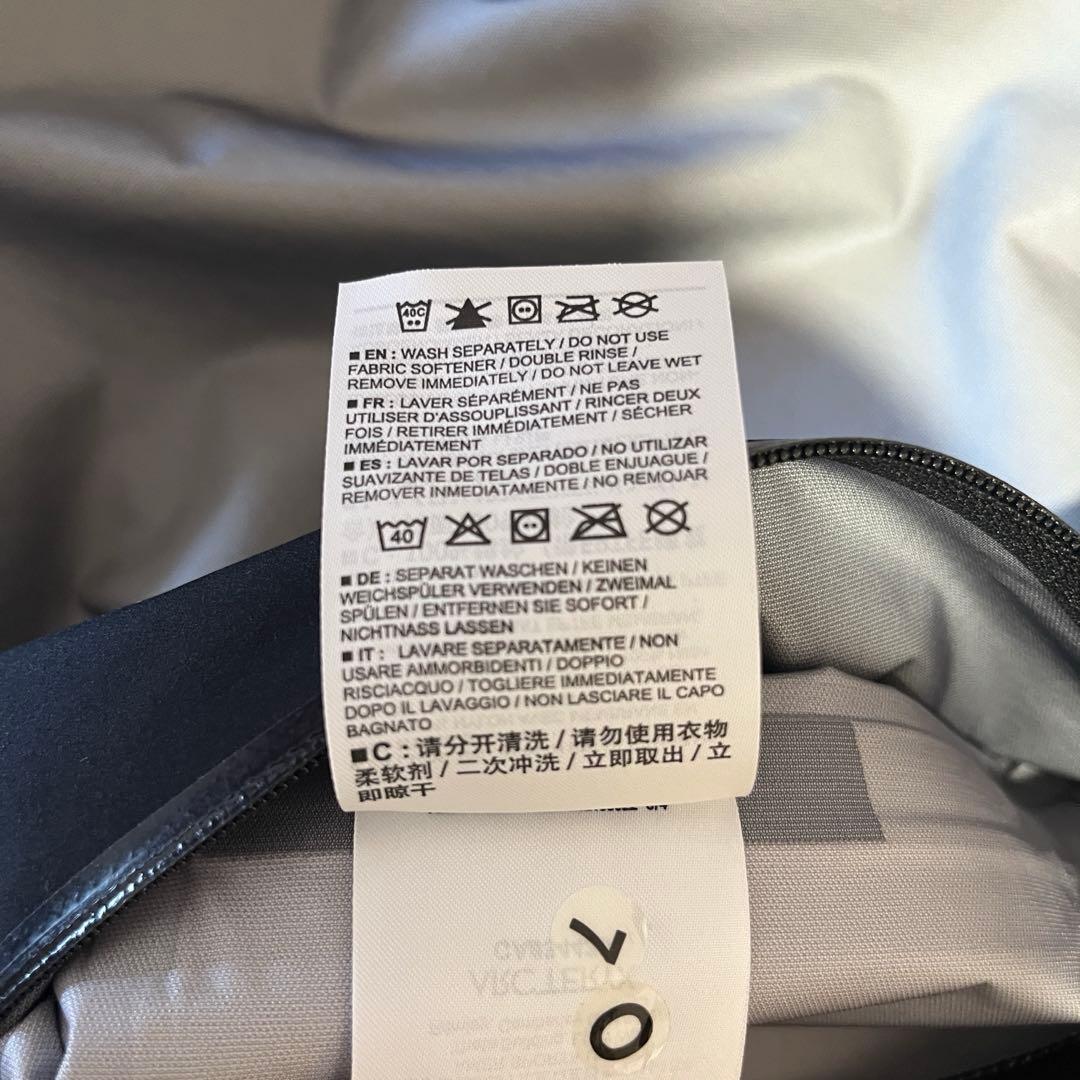 40C
■ EN : WASH SEPARATELY / DO NOT USE
FABRIC SOFTENER / DOUBLE RINSE /
REMOVE IMMEDIATELY / DO NOT LEAVE WET
■ FR : LAVER SÉPARÉMENT / NE PAS
UTILISER D'ASSOUPLISSANT / RINCER DEUX
FOIS / RETIRER IMMÉDIATEMENT / SÉCHER
IMMÉDIATEMENT
■ ES : LAVAR POR SEPARADO / NO UTILIZAR
SUAVIZANTE DE TELAS / DOBLE ENJUAGUE /
REMOVER INMEDIATAMENTE / NO REMOJAR
40
■ DE : SEPARAT WASCHEN / KEINEN
WEICHSPÜLER VERWENDEN / ZWEIMAL
SPÜLEN / ENTFERNEN SIE SOFORT /
NICHTNASS LASSEN
■ IT : LAVARE SEPARATAMENTE / NON
USARE AMMORBIDENTI / DOPPIO
RISCIACQUO / TOGLIERE IMMEDIATAMENTE
DOPO IL LAVAGGIO / NON LASCIARE IL CAPO
BAGNATO
■ C : 请分开清洗 / 请勿使用衣物
柔软剂 / 二次冲洗 / 立即取出 / 立
即晾干
7
0